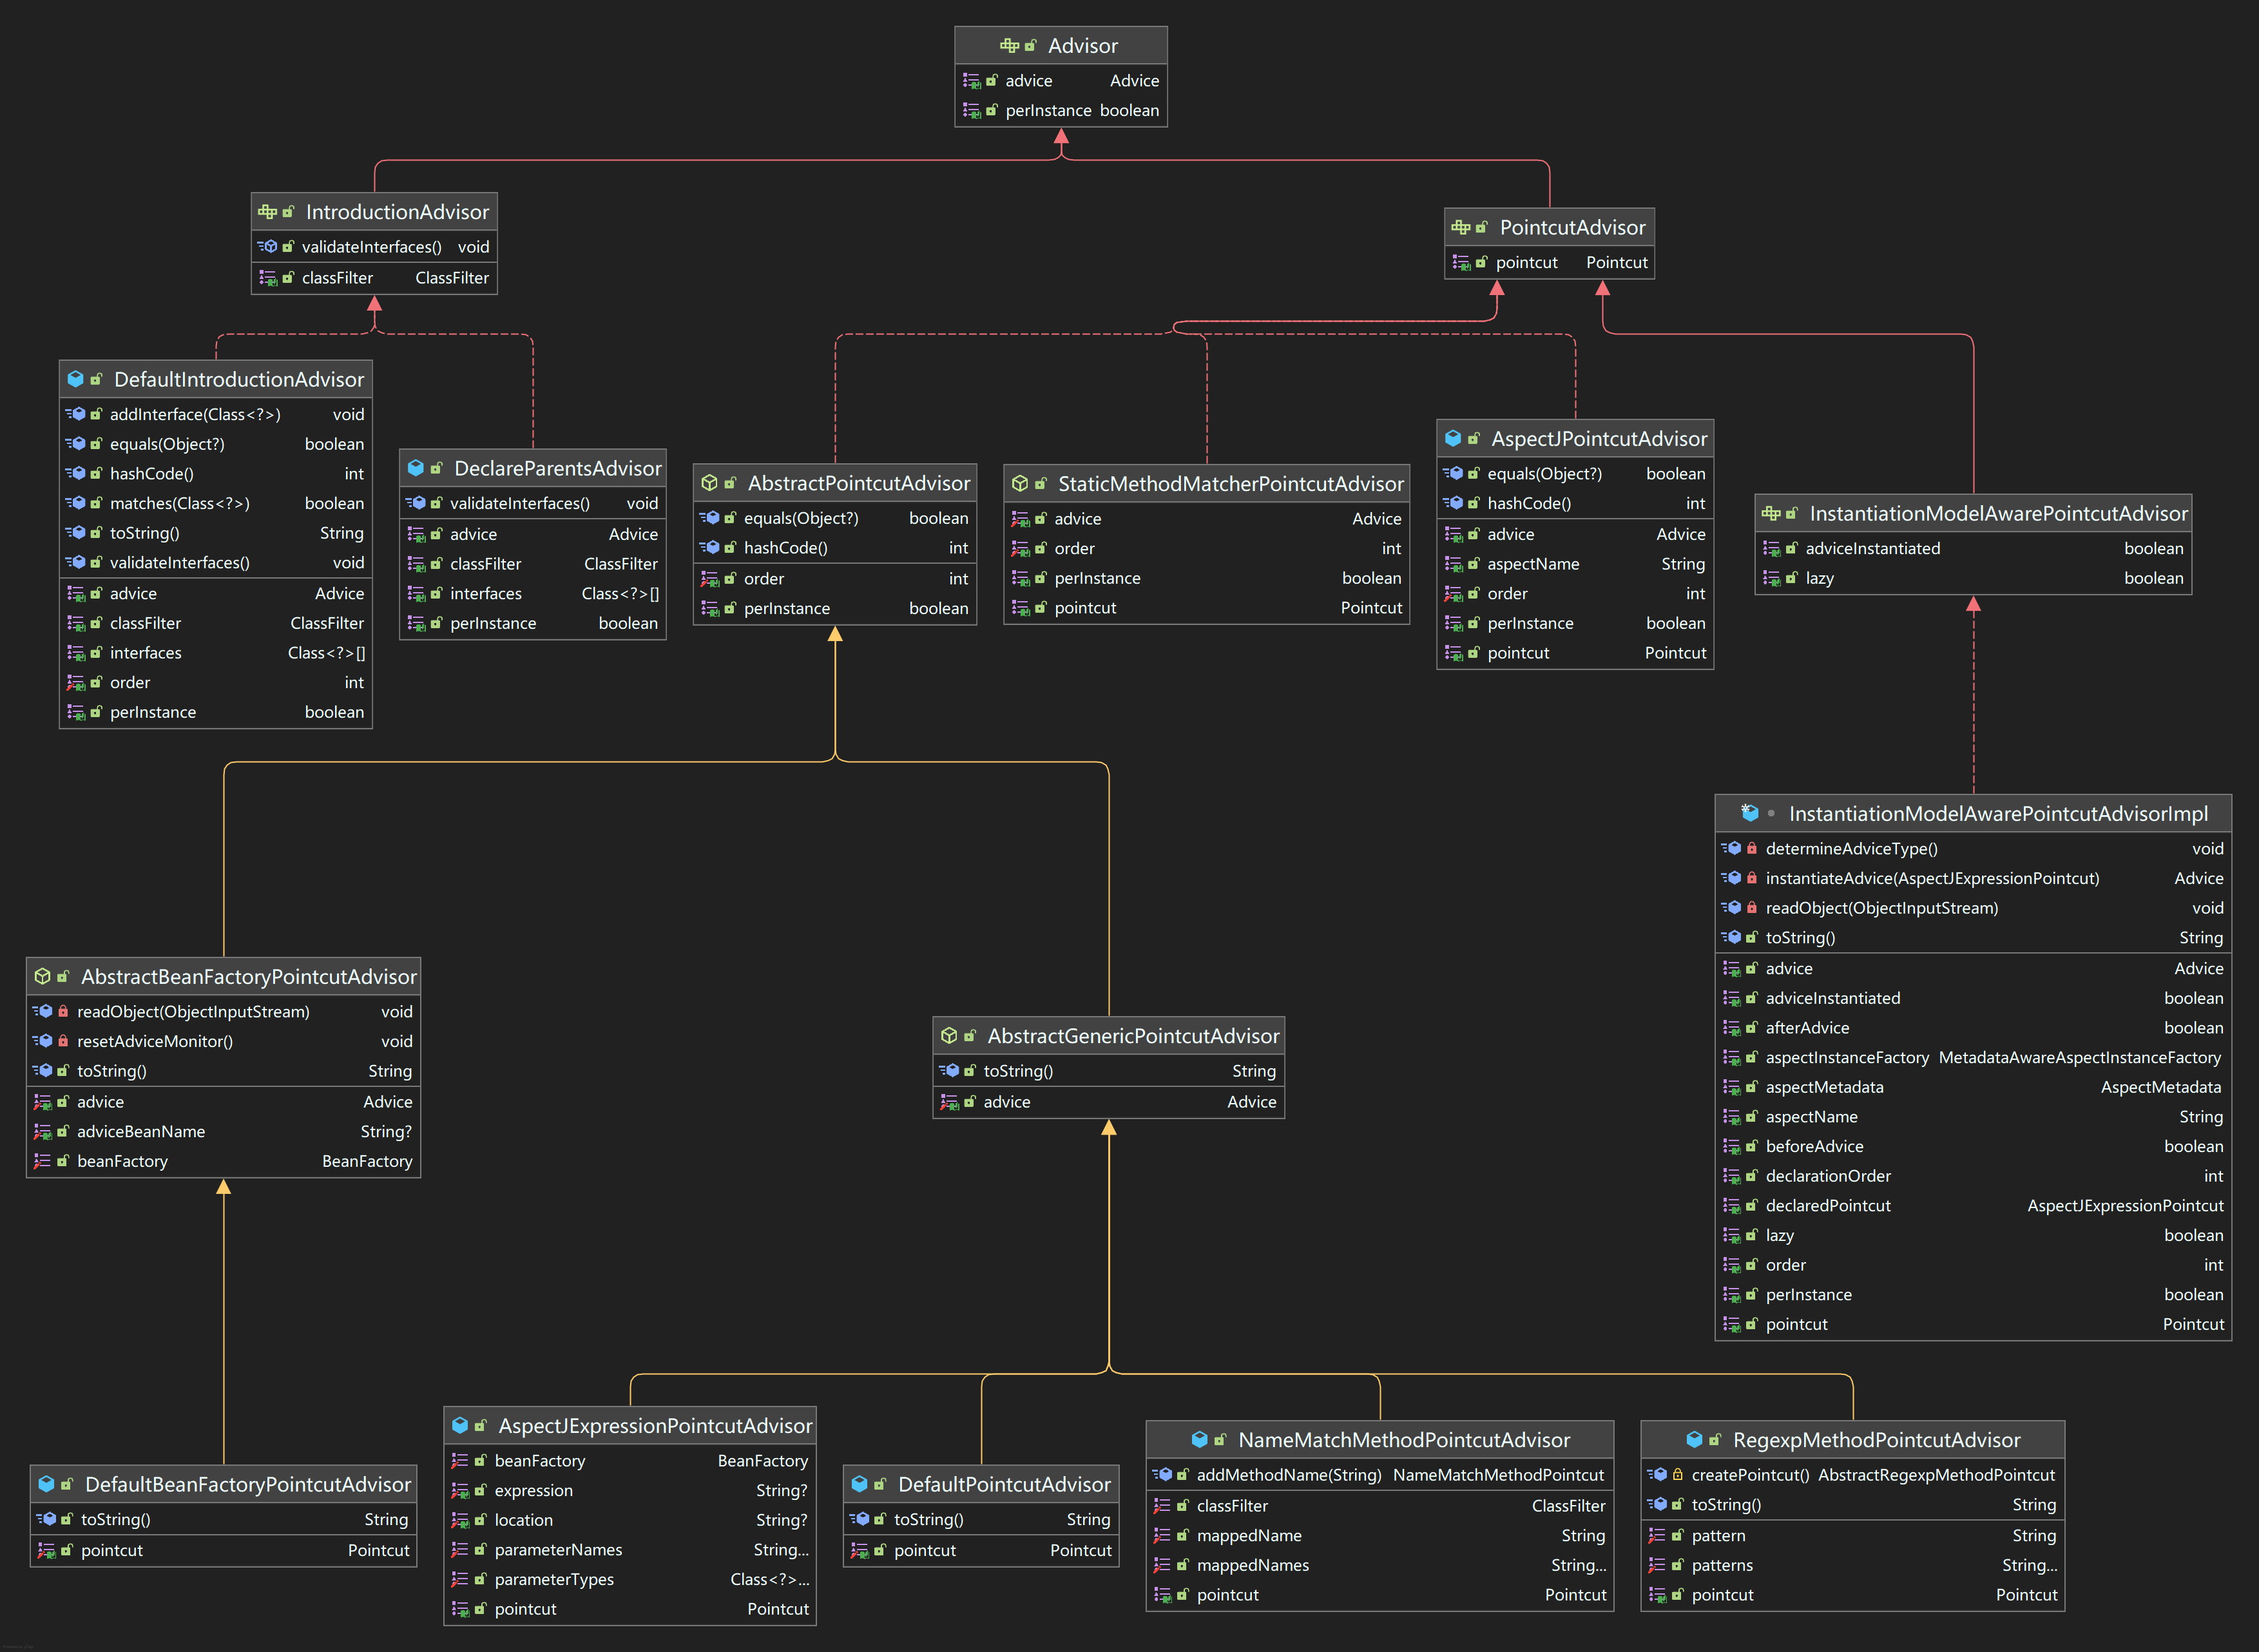 Advisor
advice Advice
perInstance boolean
IntroductionAdvisor
validateInterfaces() void
classFilter ClassFilter
PointcutAdvisor
pointcut Pointcut
DefaultIntroductionAdvisor
addInterface(Class<?>) void
equals(Object?) boolean
hashCode() int
matches(Class<?>) boolean
toString() String
validateInterfaces() void
advice Advice
classFilter ClassFilter
interfaces Class<?>[]
order int
perInstance boolean
DeclareParentsAdvisor
validateInterfaces() void
advice Advice
classFilter ClassFilter
interfaces Class<?>[]
perInstance boolean
AbstractPointcutAdvisor
equals(Object?) boolean
hashCode() int
order int
perInstance boolean
StaticMethodMatcherPointcutAdvisor
advice Advice
order int
perInstance boolean
pointcut Pointcut
AspectJPointcutAdvisor
equals(Object?) boolean
hashCode() int
advice Advice
aspectName String
order int
perInstance boolean
pointcut Pointcut
InstantiationModelAwarePointcutAdvisor
adviceInstantiated boolean
lazy boolean
InstantiationModelAwarePointcutAdvisorImpl
determineAdviceType() void
instantiateAdvice(AspectJExpressionPointcut) Advice
readObject(ObjectInputStream) void
toString() String
advice Advice
adviceInstantiated boolean
afterAdvice boolean
aspectInstanceFactory MetadataAwareAspectInstanceFactory
aspectMetadata AspectMetadata
aspectName String
beforeAdvice boolean
declarationOrder int
declaredPointcut AspectJExpressionPointcut
lazy boolean
order int
perInstance boolean
pointcut Pointcut
AbstractBeanFactoryPointcutAdvisor
readObject(ObjectInputStream) void
resetAdviceMonitor() void
toString() String
advice Advice
adviceBeanName String?
beanFactory BeanFactory
AbstractGenericPointcutAdvisor
toString() String
advice Advice
DefaultBeanFactoryPointcutAdvisor
toString() String
pointcut Pointcut
AspectJExpressionPointcutAdvisor
beanFactory BeanFactory
expression String?
location String?
parameterNames String...
parameterTypes Class<?>...
pointcut Pointcut
DefaultPointcutAdvisor
toString() String
pointcut Pointcut
NameMatchMethodPointcutAdvisor
addMethodName(String) NameMatchMethodPointcut
classFilter ClassFilter
mappedName String
mappedNames String...
pointcut Pointcut
RegexpMethodPointcutAdvisor
createPointcut() AbstractRegexpMethodPointcut
toString() String
pattern String
patterns String...
pointcut Pointcut